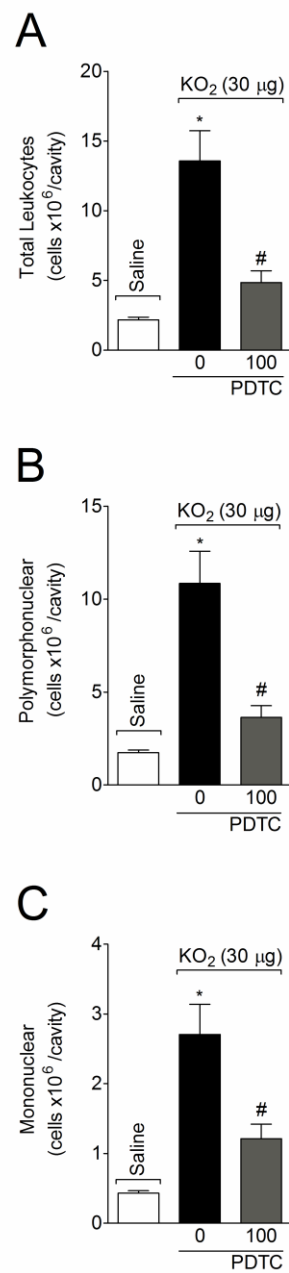 A
KO₂ (30 µg)
Total Leukocytes
(cells x10⁶/cavity)
20
15
10
5
0
Saline
*
#
0 100
PDTC
B
KO₂ (30 µg)
Polymorphonuclear
(cells x10⁶ /cavity)
15
10
5
0
Saline
*
#
0 100
PDTC
C
KO₂ (30 µg)
Mononuclear
(cells x10⁶ /cavity)
4
3
2
1
0
Saline
*
#
0 100
PDTC